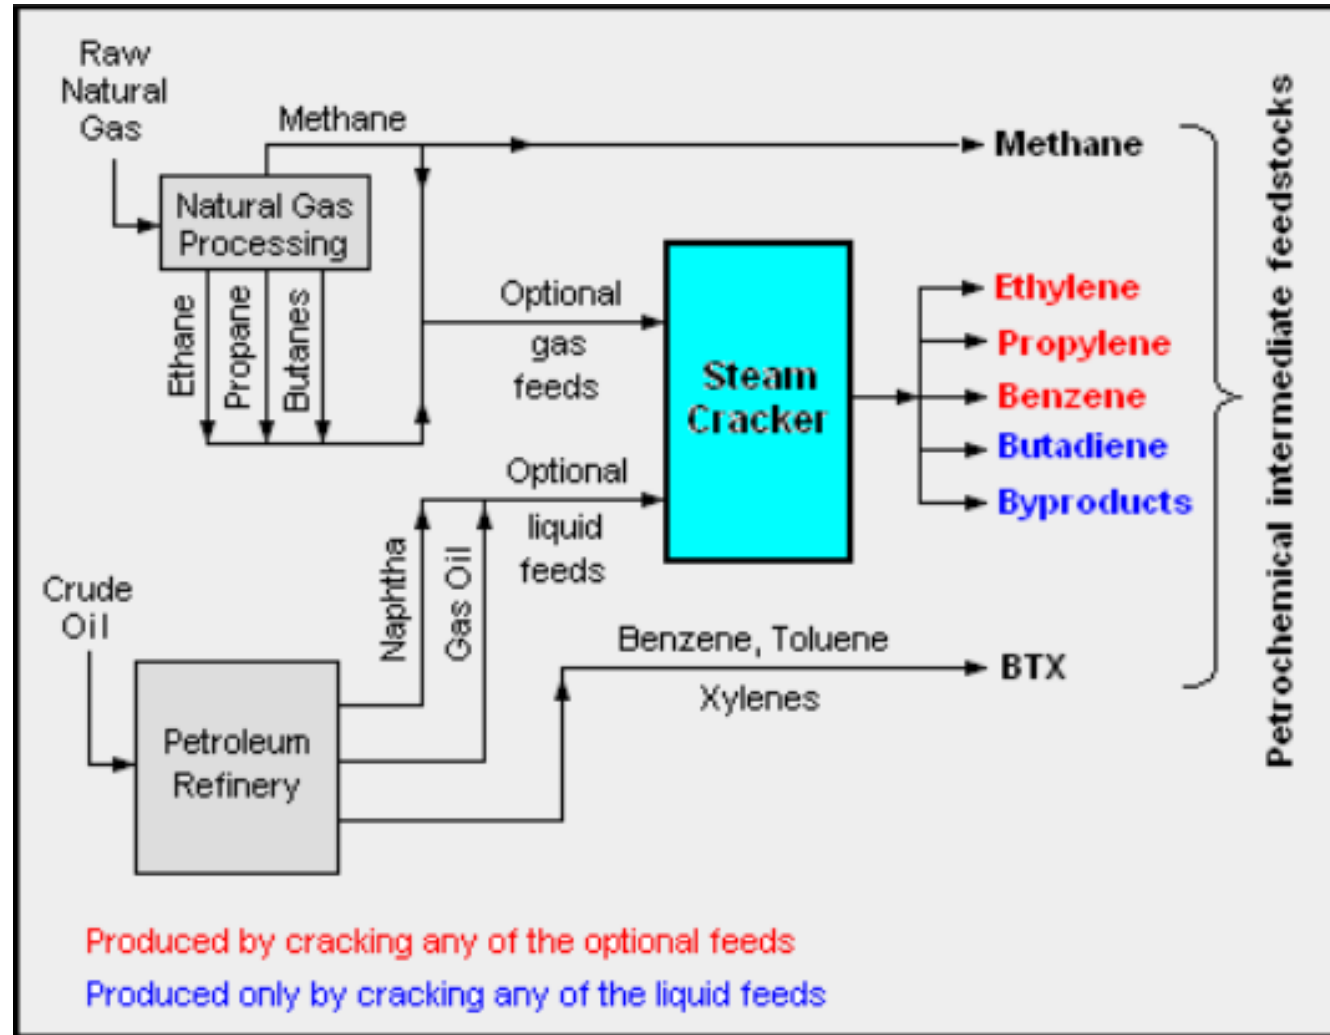 Raw
Natural
Gas
Methane
Methane
Natural Gas
Processing
Ethane
Propane
Butanes
Optional
gas
feeds
Steam
Cracker
Ethylene
Propylene
Benzene
Butadiene
Byproducts
Optional
liquid
feeds
Naphtha
Gas Oil
Crude
Oil
Petroleum
Refinery
Benzene, Toluene
Xylenes
BTX
Petrochemical intermediate feedstocks
Produced by cracking any of the optional feeds
Produced only by cracking any of the liquid feeds